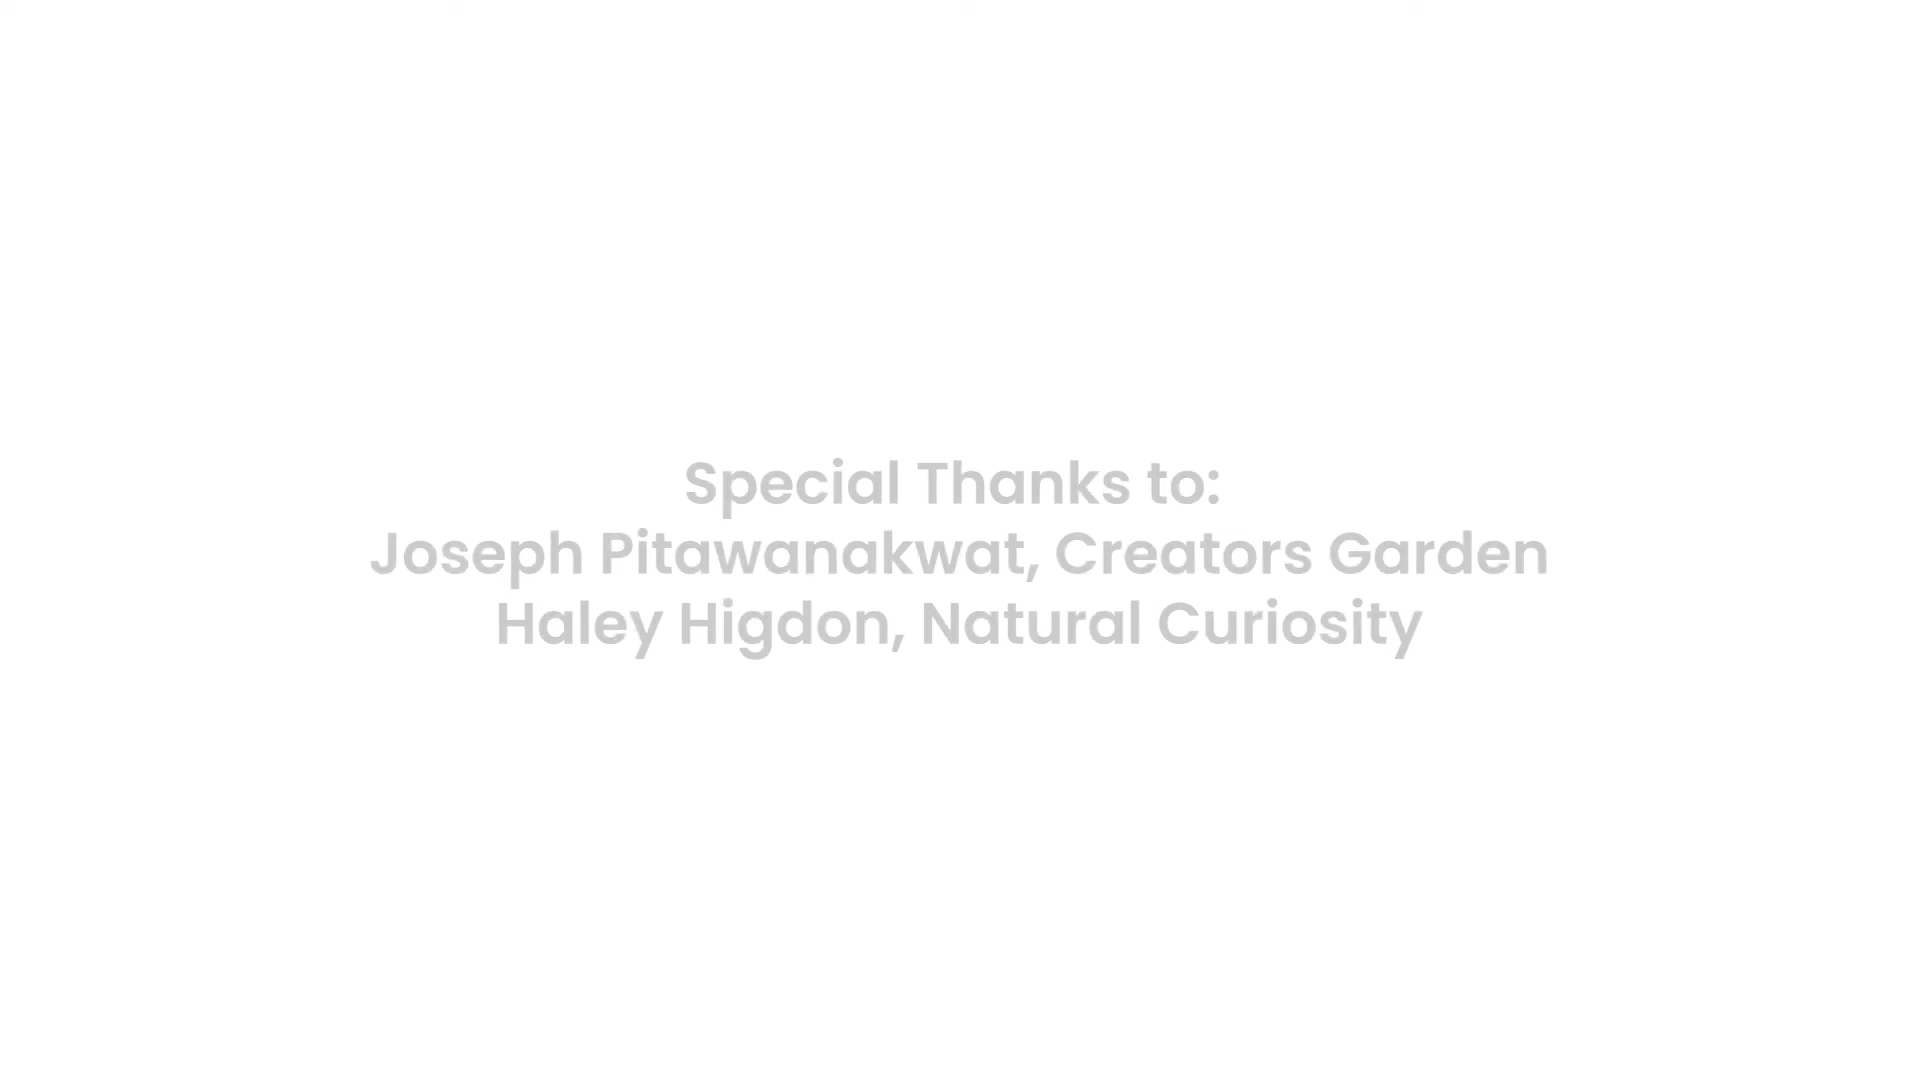 Special Thanks to:
Joseph Pitawanakwat, Creators Garden
Haley Higdon, Natural Curiosity